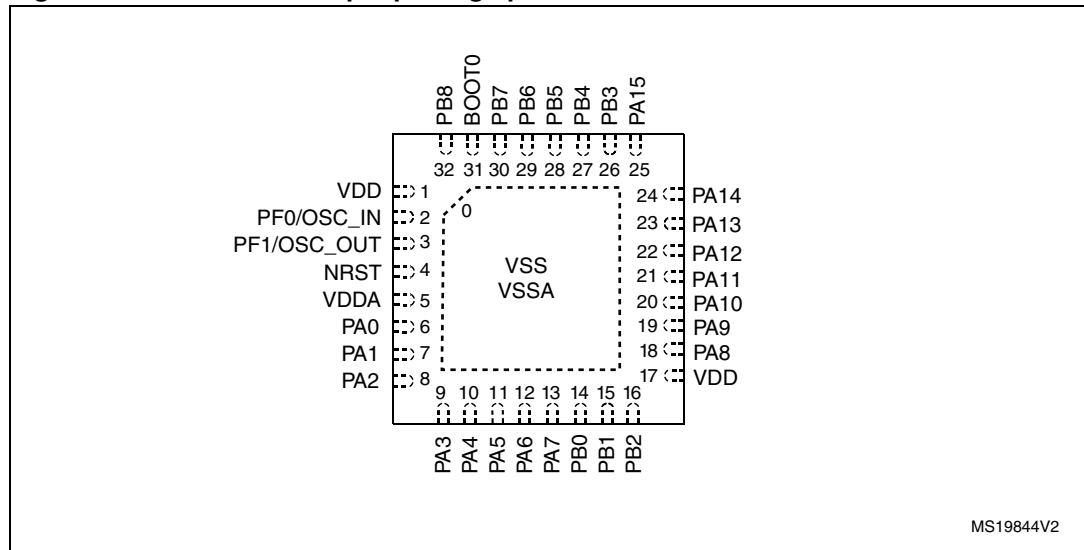 PB8
BOOT0
PB7
PB6
PB5
PB4
PB3
PA15
32 31 30 29 28 27 26 25
VDD 1
PF0/OSC_IN 2
PF1/OSC_OUT 3
NRST 4
VDDA 5
PA0 6
PA1 7
PA2 8
0
VSS
VSSA
24 PA14
23 PA13
22 PA12
21 PA11
20 PA10
19 PA9
18 PA8
17 VDD
9 10 11 12 13 14 15 16
PA3
PA4
PA5
PA6
PA7
PB0
PB1
PB2
MS19844V2